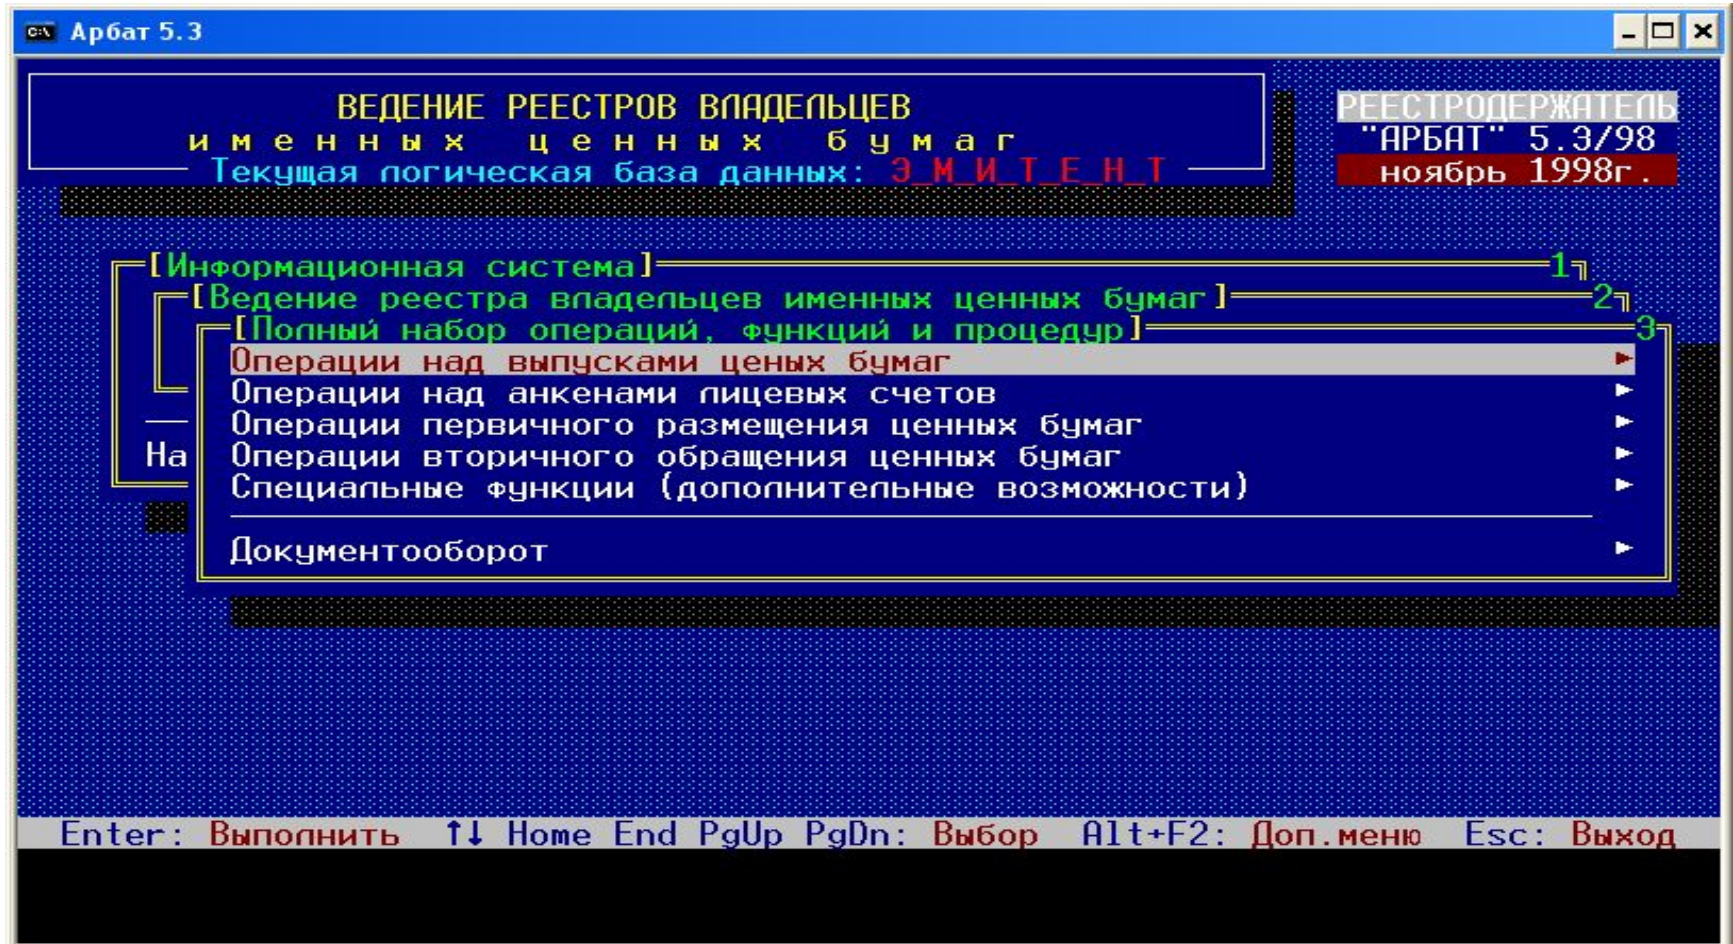 Арбат 5.3
ВЕДЕНИЕ РЕЕСТРОВ ВЛАДЕЛЬЦЕВ
и м е н н ы х ц е н н ы х б у м а г
Текущая логическая база данных: Э_М_И_Т_Е_Н_Т
РЕЕСТРОДЕРЖАТЕЛЬ
"АРБАТ" 5.3/98
ноябрь 1998г.
[Информационная система] 1
[Ведение реестра владельцев именных ценных бумаг] 2
[Полный набор операций, функций и процедур] 3
Операции над выпусками ценых бумаг
Операции над анкенами лицевых счетов
Операции первичного размещения ценных бумаг
На
Операции вторичного обращения ценных бумаг
Специальные функции (дополнительные возможности)
Документооборот
Enter: Выполнить ↑↓ Home End PgUp PgDn: Выбор Alt+F2: Доп.меню Esc: Выход